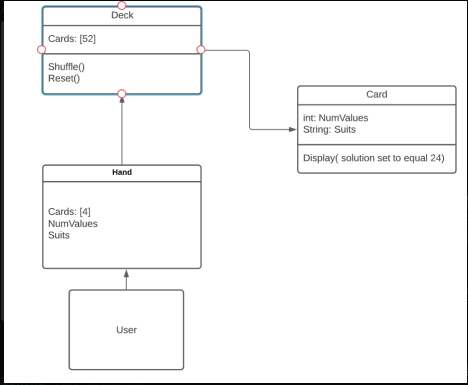 Deck
Cards: [52]
Shuffle()
Reset()
Card
int: NumValues
String: Suits
Display( solution set to equal 24)
Hand
Cards: [4]
NumValues
Suits
User